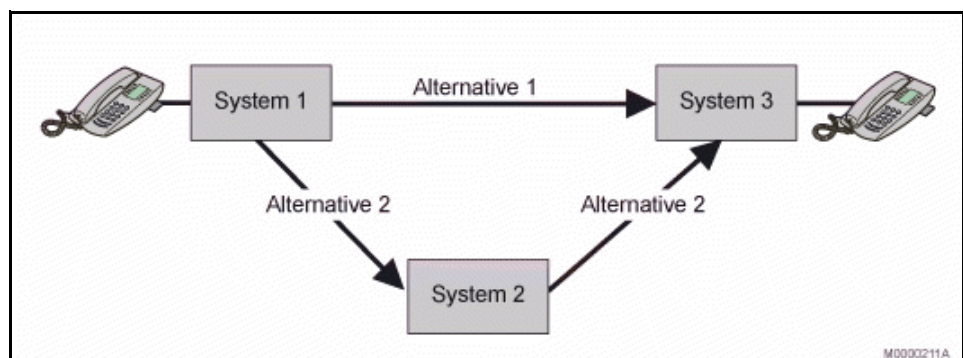 System 1
Alternative 1
System 3
Alternative 2
Alternative 2
System 2
M0000211A